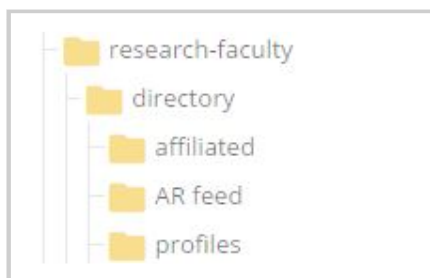 research-faculty
directory
affiliated
AR feed
profiles